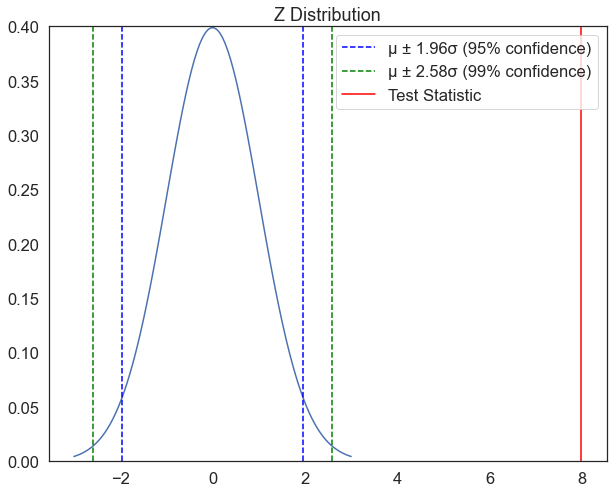 Z Distribution
0.40
0.35
0.30
0.25
0.20
0.15
0.10
0.05
0.00
μ ± 1.96σ (95% confidence)
μ ± 2.58σ (99% confidence)
Test Statistic
−2 0 2 4 6 8